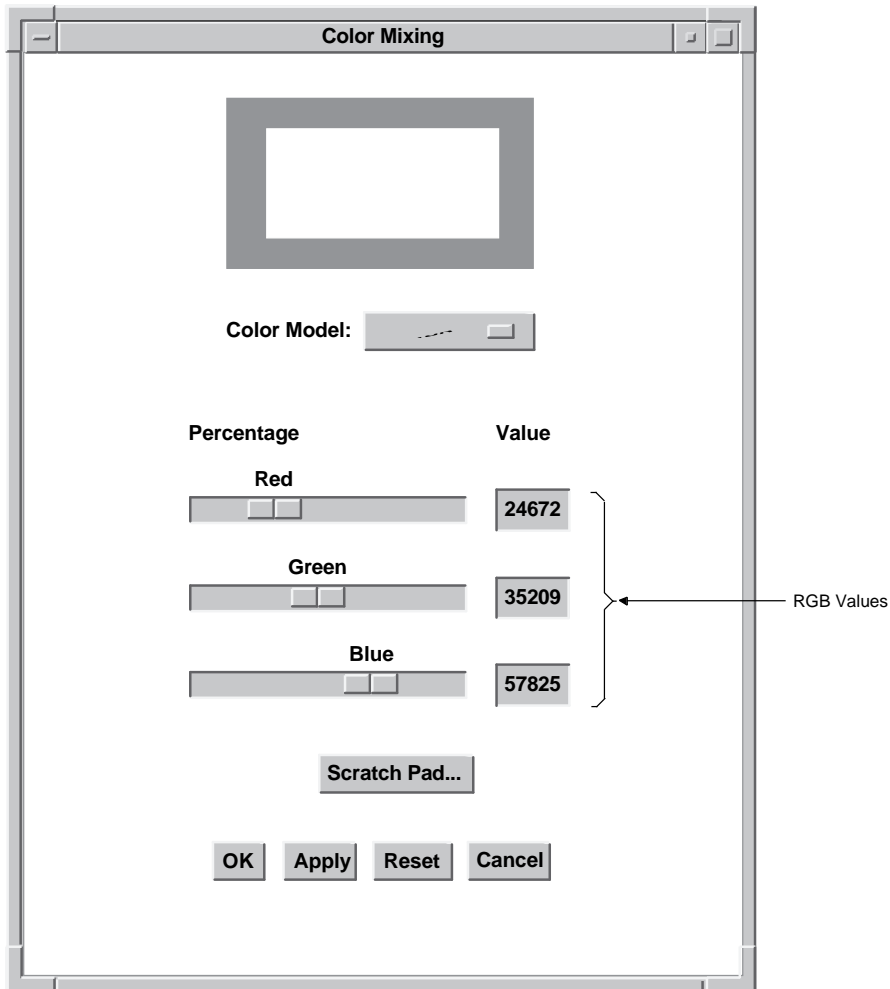 Color Mixing
Color Model:
Percentage Value
Red
24672
Green
35209
RGB Values
Blue
57825
Scratch Pad...
OK Apply Reset Cancel